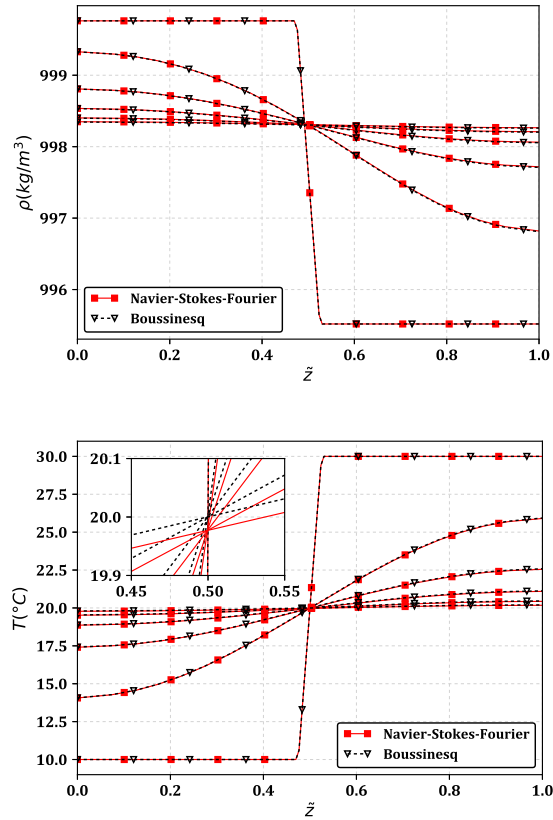 999
998
997
996
ρ(kg/m³)
Navier-Stokes-Fourier
Boussinesq
0.0 0.2 0.4 0.6 0.8 1.0
z̃
30.0
25.0
22.5
20.0
17.5
15.0
12.5
10.0
T(°C)
20.1
20.0
19.9
0.45 0.50 0.55
Navier-Stokes-Fourier
Boussinesq
0.0 0.2 0.4 0.6 0.8 1.0
z̃